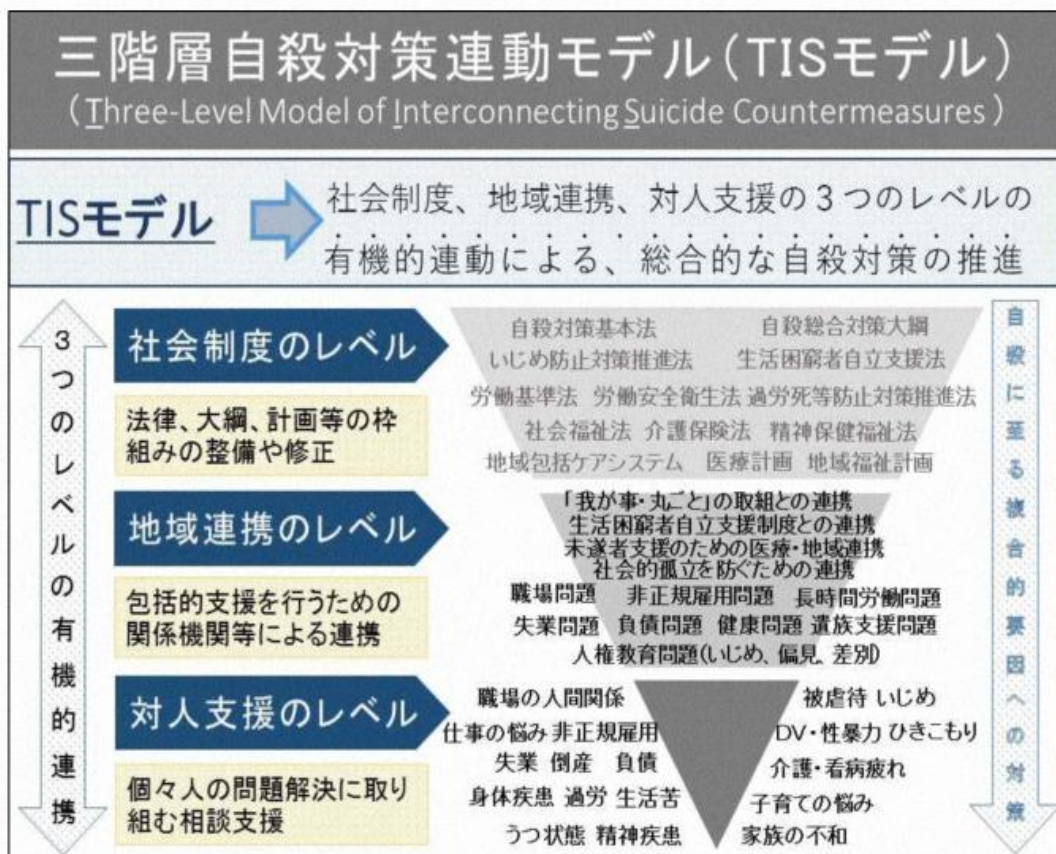 三階層自殺対策連動モデル(TISモデル)
(Three-Level Model of Interconnecting Suicide Countermeasures)
TISモデル
社会制度、地域連携、対人支援の3つのレベルの
有機的連動による、総合的な自殺対策の推進
3つのレベルの有機的連携
社会制度のレベル
法律、大綱、計画等の枠
組みの整備や修正
自殺対策基本法 自殺総合対策大綱
いじめ防止対策推進法 生活困窮者自立支援法
労働基準法 労働安全衛生法 過労死等防止対策推進法
社会福祉法 介護保険法 精神保健福祉法
地域包括ケアシステム 医療計画 地域福祉計画
地域連携のレベル
包括的支援を行うための
関係機関等による連携
「我が事・丸ごと」の取組との連携
生活困窮者自立支援制度との連携
未遂者支援のための医療・地域連携
社会的孤立を防ぐための連携
職場問題 非正規雇用問題 長時間労働問題
失業問題 負債問題 健康問題 遺族支援問題
人権教育問題(いじめ、偏見、差別)
対人支援のレベル
個々人の問題解決に取り
組む相談支援
職場の人間関係 被虐待 いじめ
仕事の悩み 非正規雇用 DV・性暴力 ひきこもり
失業 倒産 負債 介護・看病疲れ
身体疾患 過労 生活苦 子育ての悩み
うつ状態 精神疾患 家族の不和
自殺に至る複合的要因への対策